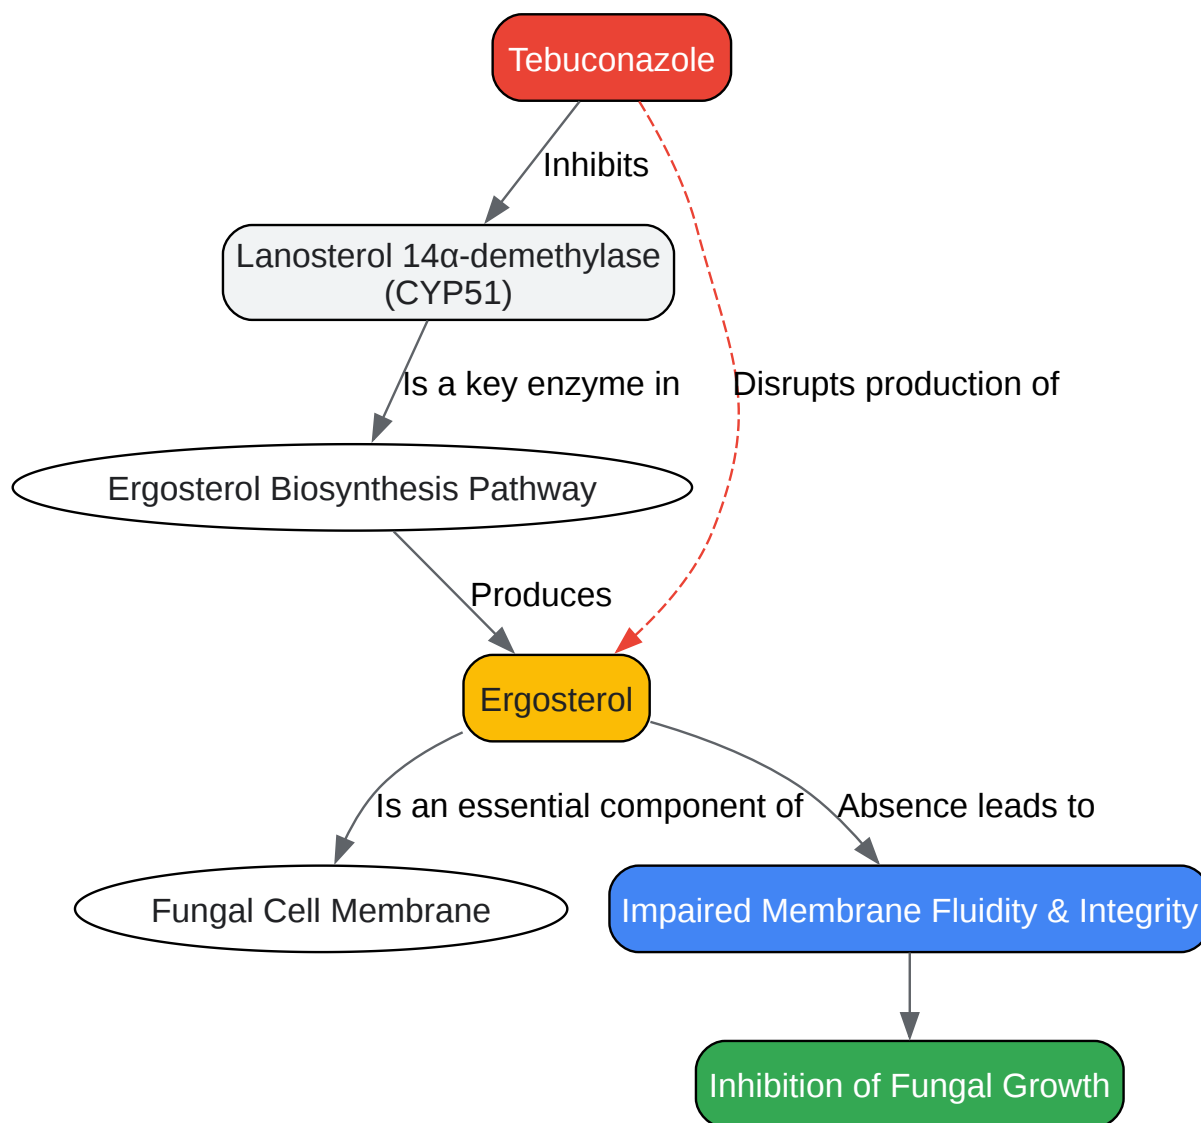 Tebuconazole
Inhibits
Lanosterol 14α-demethylase
(CYP51)
Is a key enzyme in
Disrupts production of
Ergosterol Biosynthesis Pathway
Produces
Ergosterol
Is an essential component of
Absence leads to
Fungal Cell Membrane
Impaired Membrane Fluidity & Integrity
Inhibition of Fungal Growth